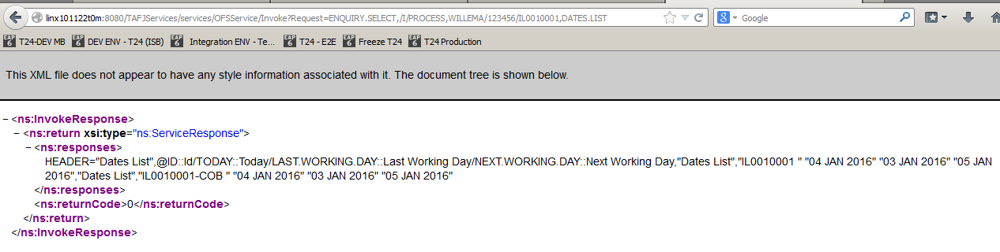 linx101122t0m:8080/TAFJServices/services/OFSService/Invoke?Request=ENQUIRY.SELECT,/I/PROCESS,WILLEMA/123456/IL0010001,DATES.LIST
Google
T24-DEV MB DEV ENV - T24 (ISB) Integration ENV - Te... T24 - E2E Freeze T24 T24 Production
This XML file does not appear to have any style information associated with it. The document tree is shown below.
– <ns:InvokeResponse>
– <ns:return xsi:type="ns:ServiceResponse">
– <ns:responses>
HEADER="Dates List",@ID::Id/TODAY::Today/LAST.WORKING.DAY::Last Working Day/NEXT.WORKING.DAY::Next Working Day,"Dates List","IL0010001 " "04 JAN 2016" "03 JAN 2016" "05 JAN
2016","Dates List","IL0010001-COB " "04 JAN 2016" "03 JAN 2016" "05 JAN 2016"
</ns:responses>
<ns:returnCode>0</ns:returnCode>
</ns:return>
</ns:InvokeResponse>